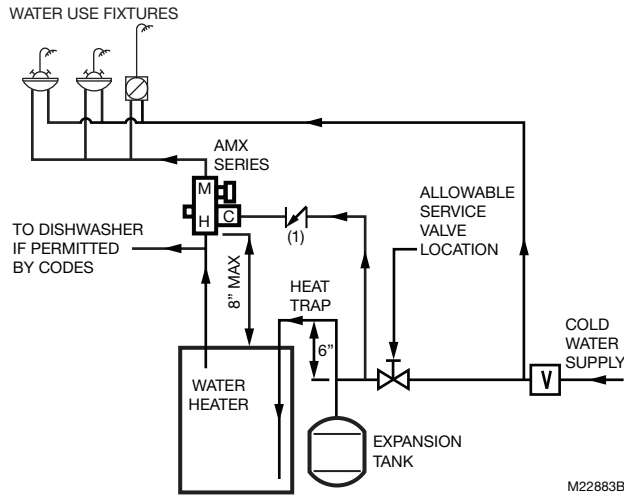 WATER USE FIXTURES
AMX
SERIES
M
H
C
(1)
ALLOWABLE
SERVICE
VALVE
LOCATION
TO DISHWASHER
IF PERMITTED
BY CODES
8" MAX
HEAT
TRAP
6"
COLD
WATER
SUPPLY
V
WATER
HEATER
EXPANSION
TANK
M22883B